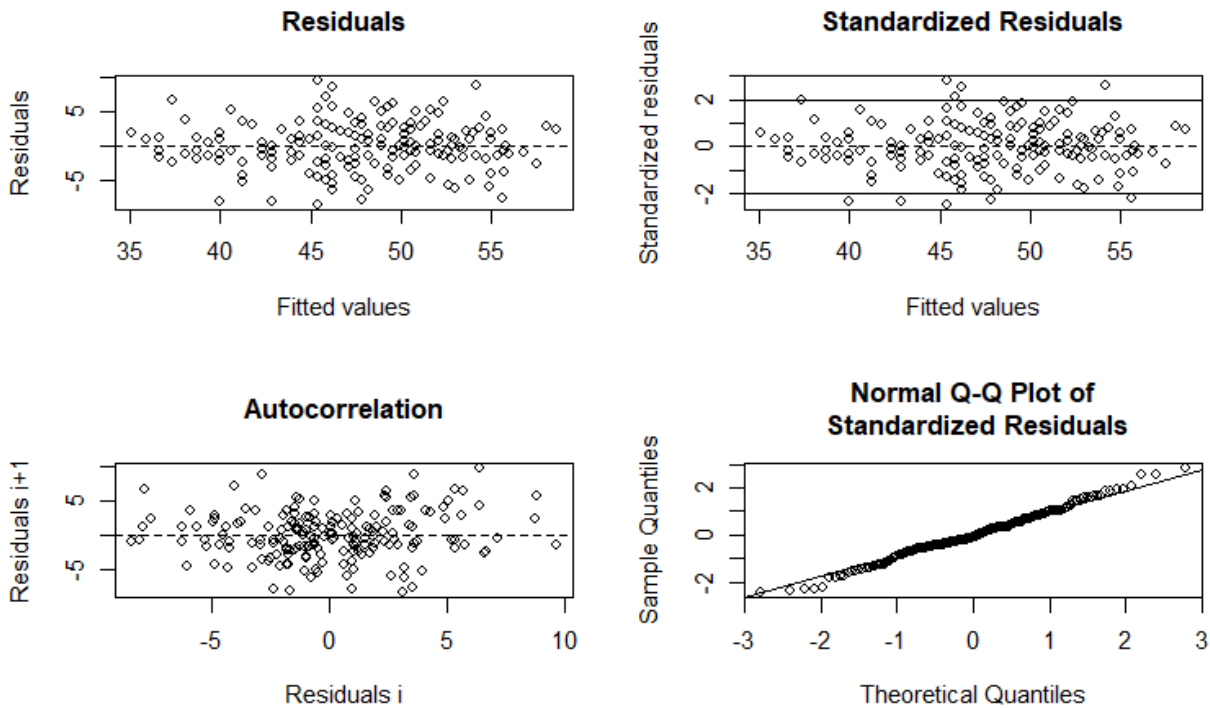 Residuals
Residuals
5
-5
35 40 45 50 55
Fitted values
Standardized Residuals
Standardized residuals
2
0
-2
35 40 45 50 55
Fitted values
Autocorrelation
Residuals i+1
5
-5
-5 0 5 10
Residuals i
Normal Q-Q Plot of
Standardized Residuals
Sample Quantiles
2
0
-2
-3 -2 -1 0 1 2 3
Theoretical Quantiles